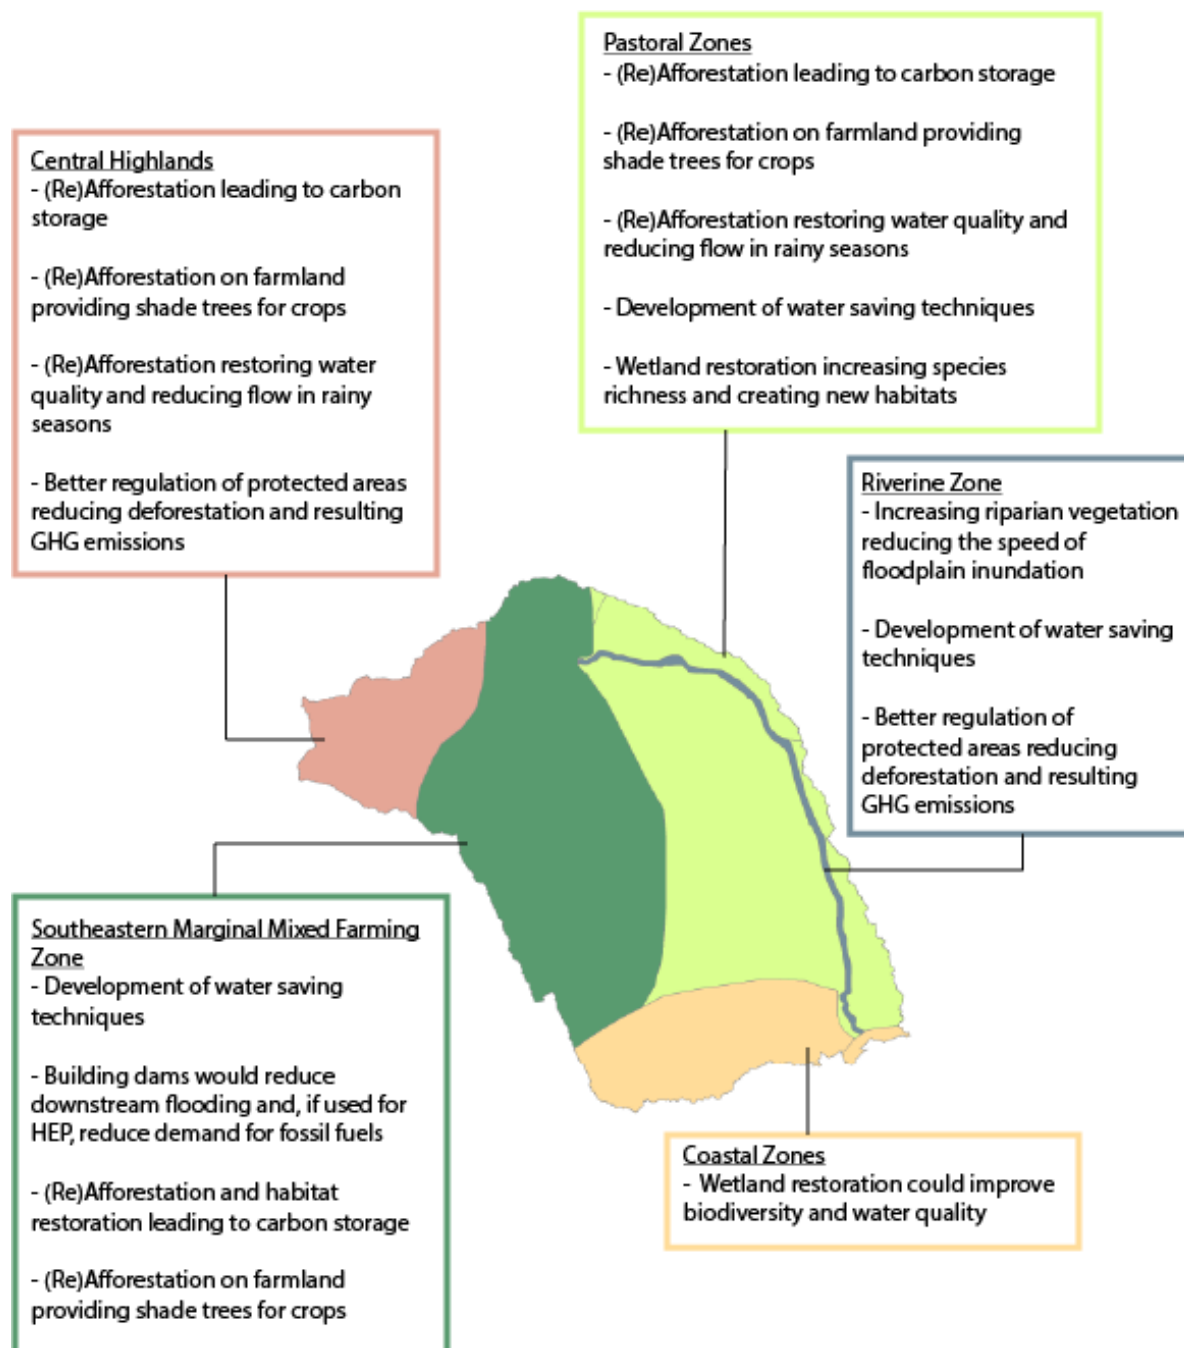 Pastoral Zones
- (Re)Afforestation leading to carbon storage
- (Re)Afforestation on farmland providing
shade trees for crops
- (Re)Afforestation restoring water quality and
reducing flow in rainy seasons
- Development of water saving techniques
- Wetland restoration increasing species
richness and creating new habitats
Central Highlands
- (Re)Afforestation leading to carbon
storage
- (Re)Afforestation on farmland
providing shade trees for crops
- (Re)Afforestation restoring water
quality and reducing flow in rainy
seasons
- Better regulation of protected areas
reducing deforestation and resulting
GHG emissions
Riverine Zone
- Increasing riparian vegetation
reducing the speed of
floodplain inundation
- Development of water saving
techniques
- Better regulation of
protected areas reducing
deforestation and resulting
GHG emissions
Southeastern Marginal Mixed Farming
Zone
- Development of water saving
techniques
- Building dams would reduce
downstream flooding and, if used for
HEP, reduce demand for fossil fuels
- (Re)Afforestation and habitat
restoration leading to carbon storage
- (Re)Afforestation on farmland
providing shade trees for crops
Coastal Zones
- Wetland restoration could improve
biodiversity and water quality